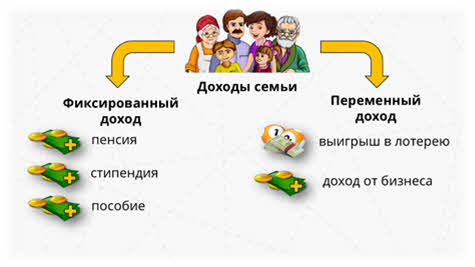 Доходы семьи
Фиксированный
доход
пенсия
стипендия
пособие
Переменный
доход
выигрыш в лотерею
доход от бизнеса